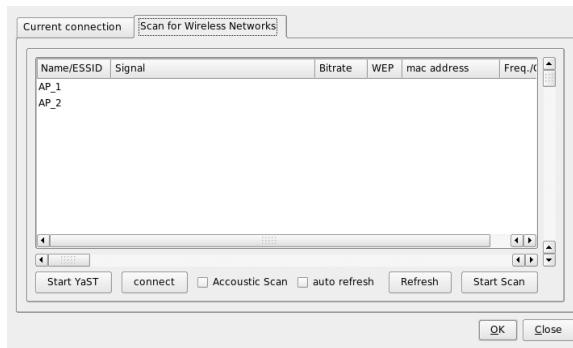 Current connection Scan for Wireless Networks
Name/ESSID Signal Bitrate WEP mac address Freq./
AP_1
AP_2
Start YaST connect Accoustic Scan auto refresh Refresh Start Scan
OK Close